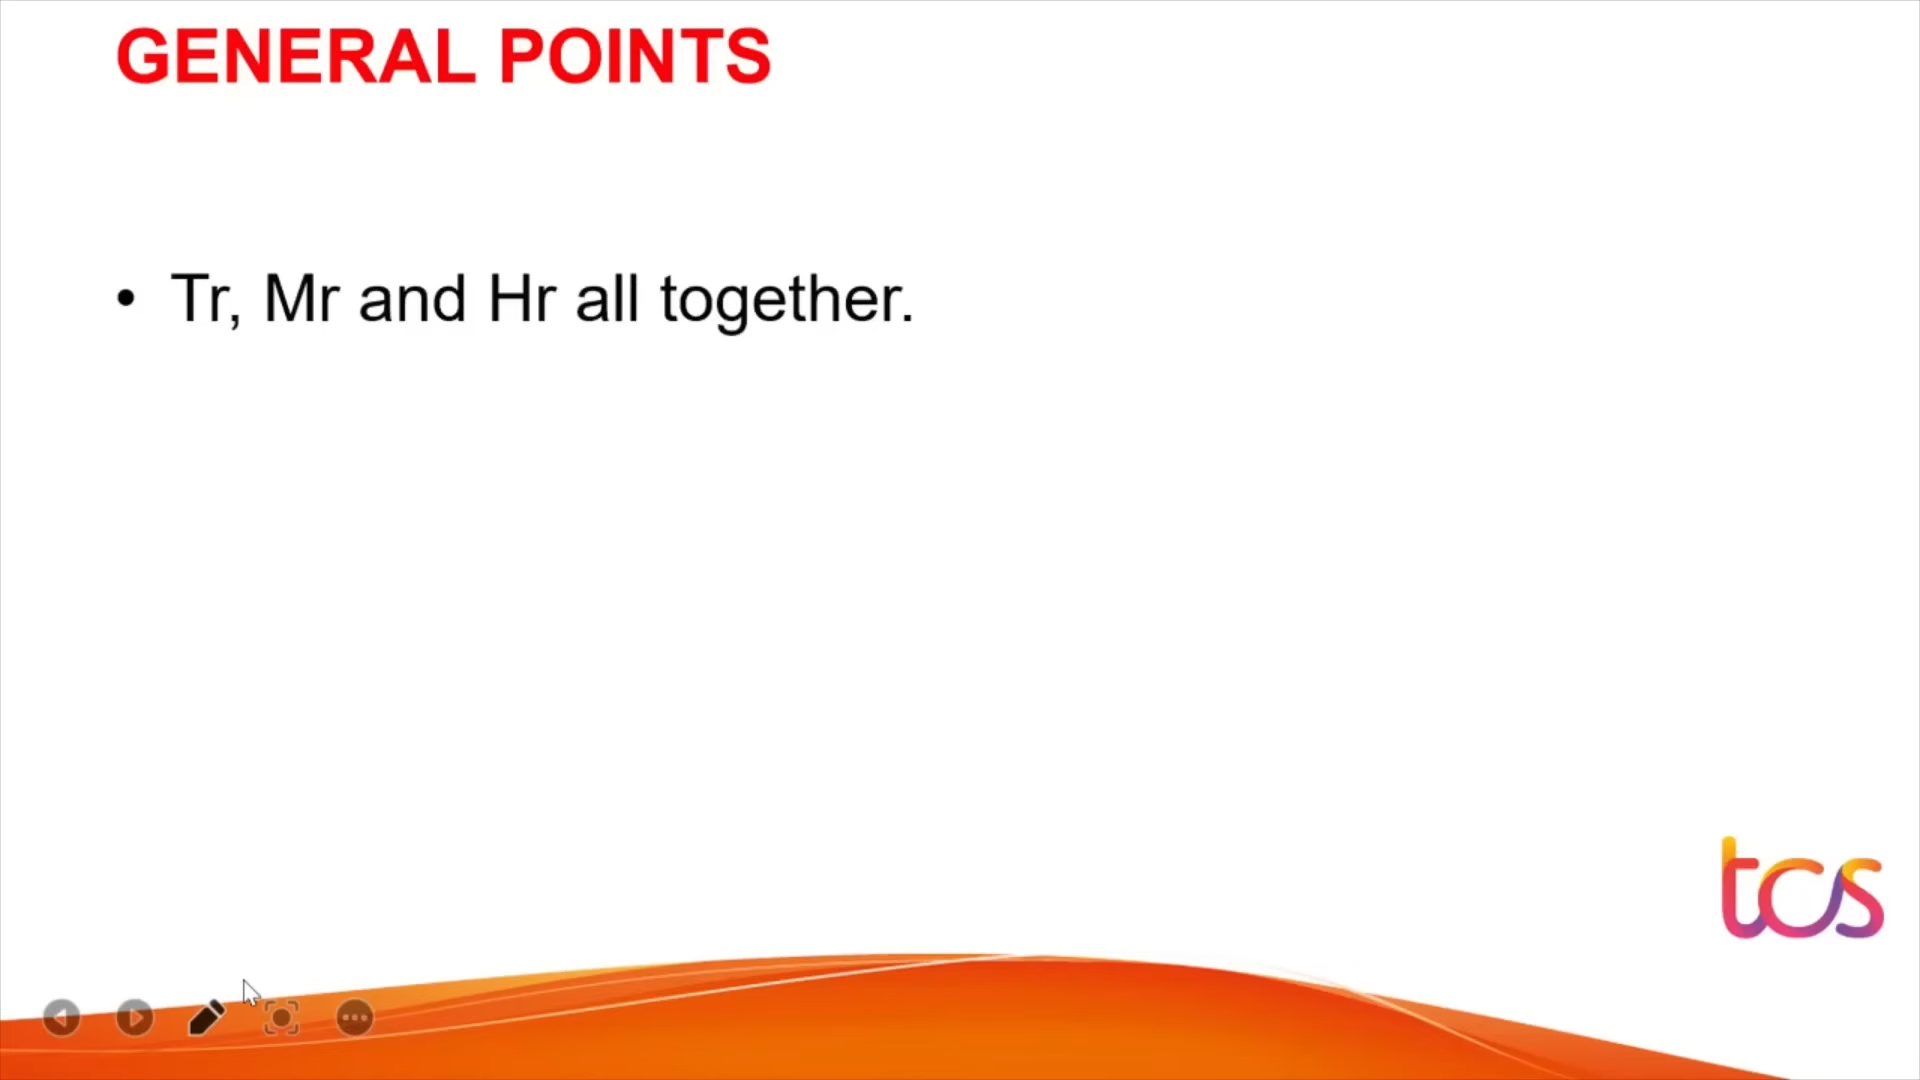 GENERAL POINTS
• Tr, Mr and Hr all together.
tcs